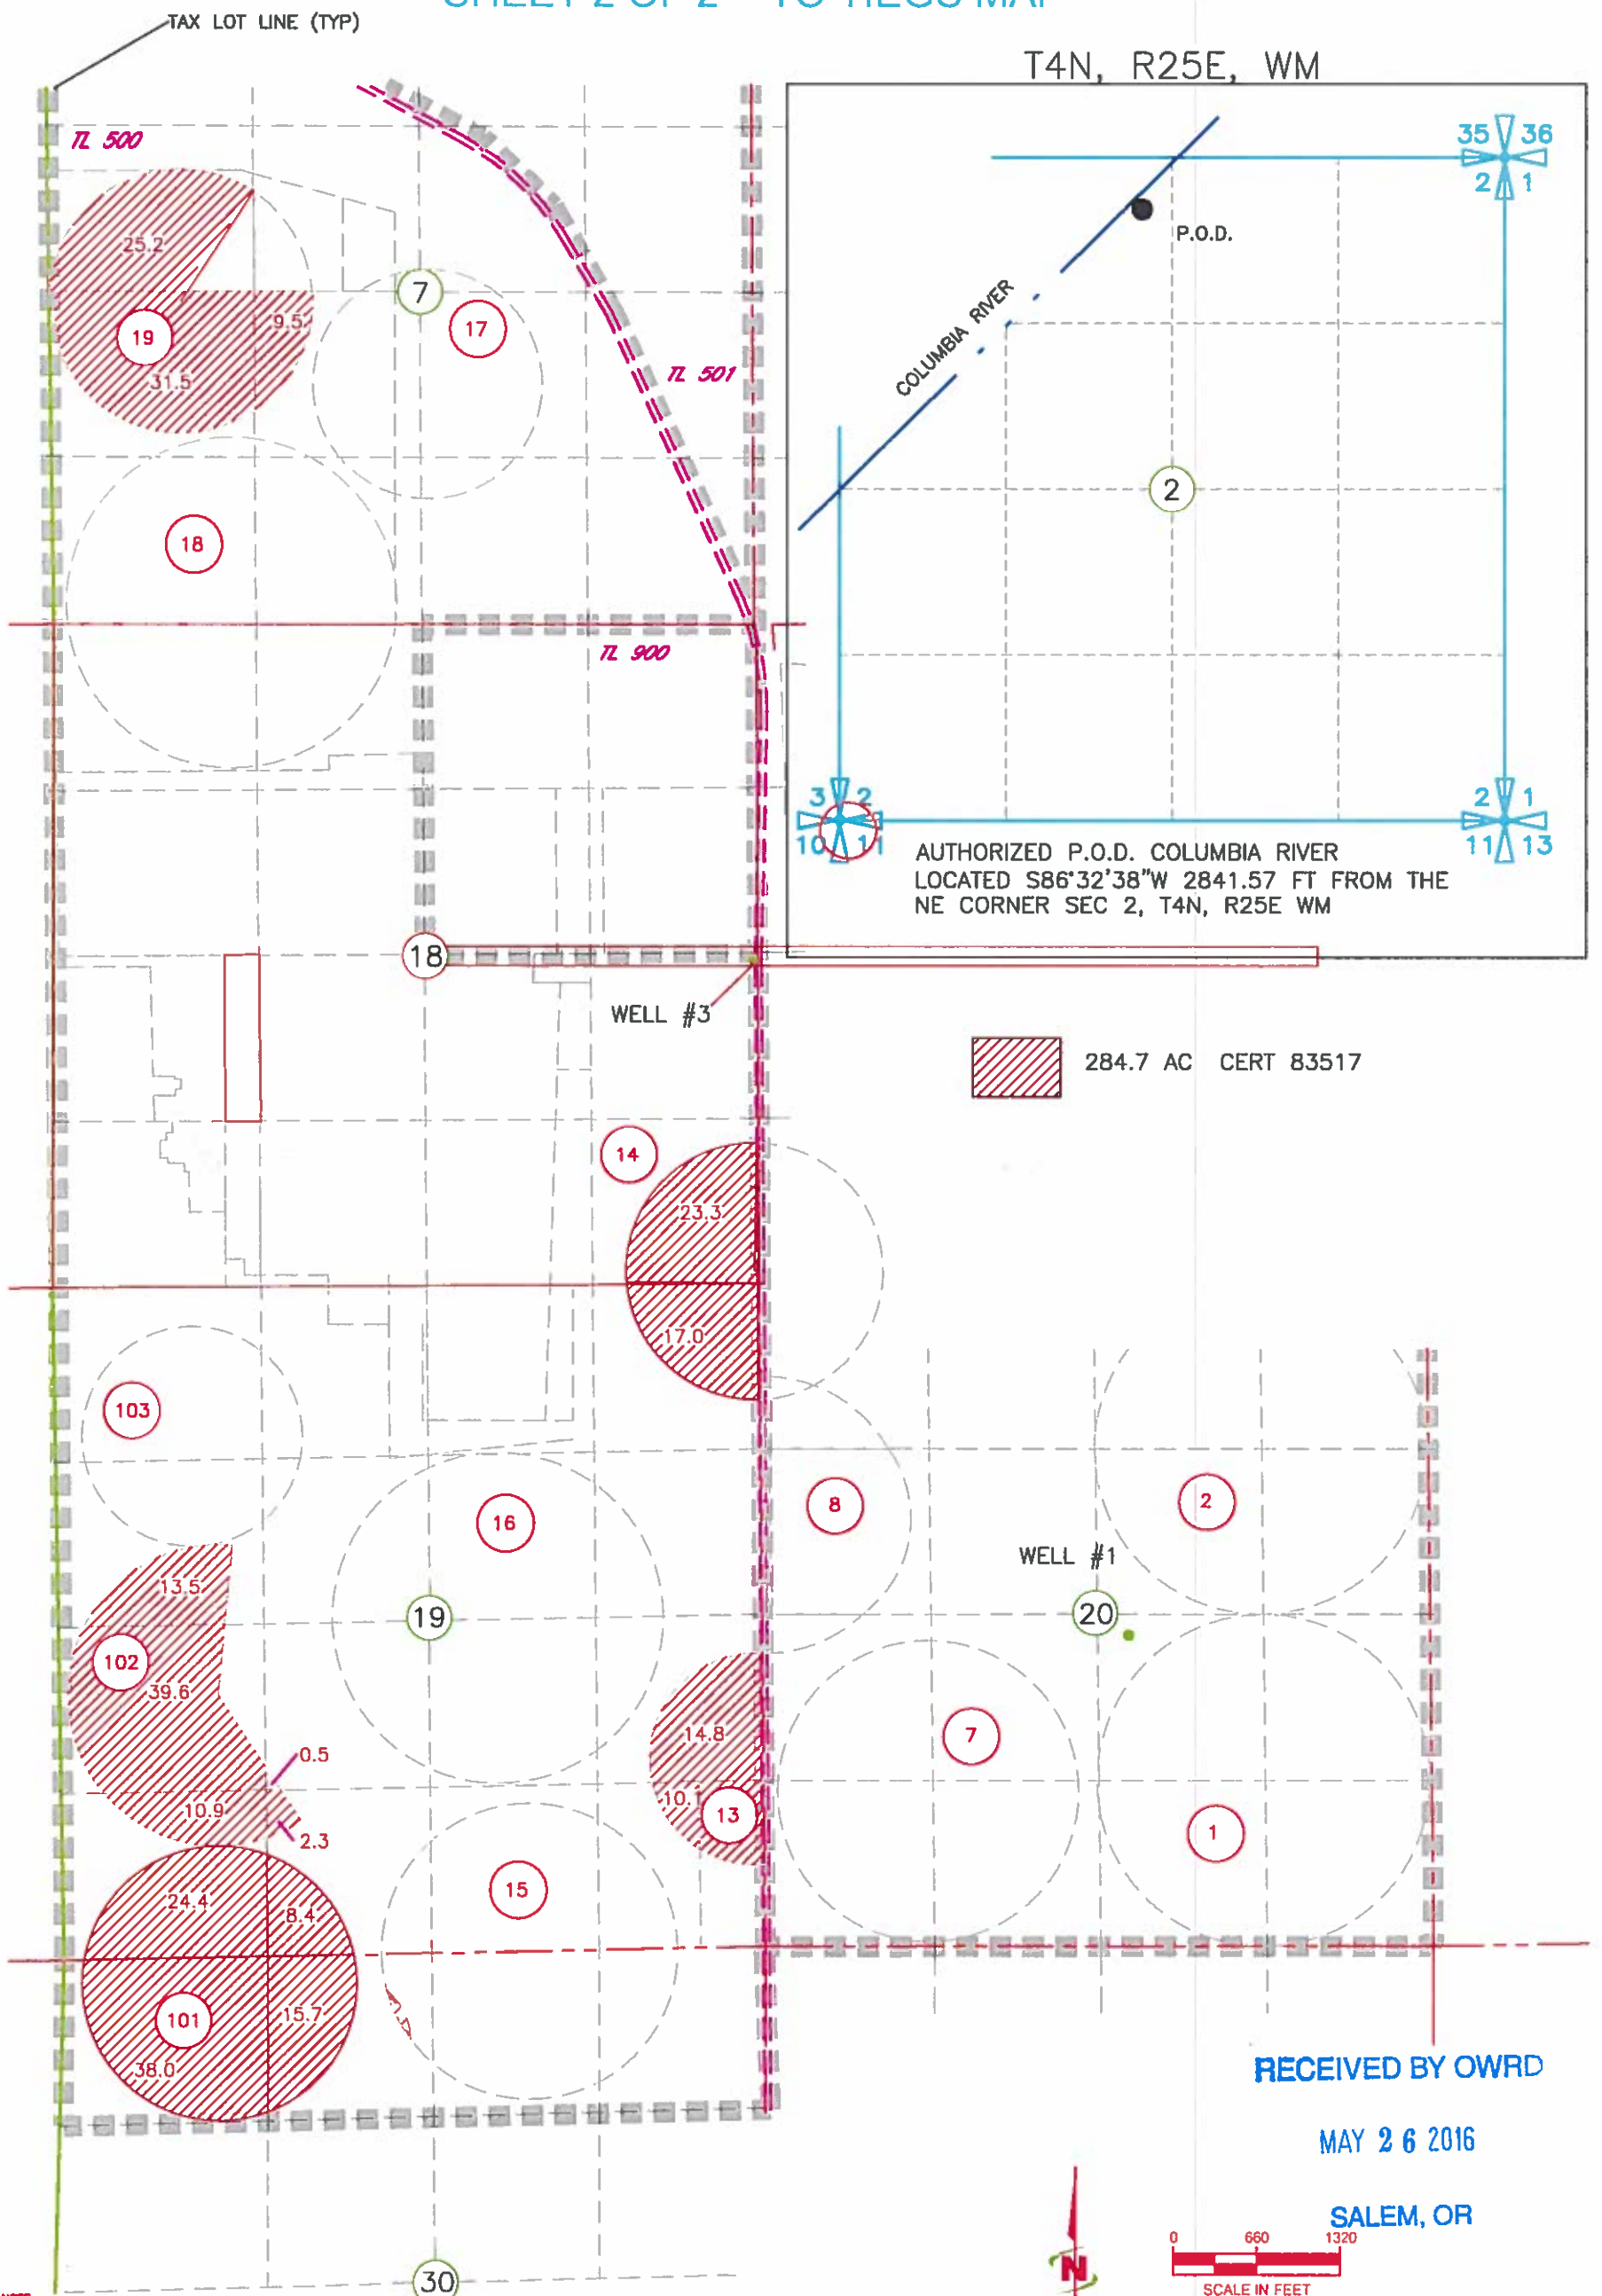 TAX LOT LINE (TYP)
T4N, R25E, WM
TL 500
35 36
2 1
P.O.D.
25.2
7
17
COLUMBIA RIVER
19
9.5
31.5
TL 501
2
18
TL 900
3 2
10 11
2 1
11 13
AUTHORIZED P.O.D. COLUMBIA RIVER
LOCATED S86°32'38"W 2841.57 FT FROM THE
NE CORNER SEC 2, T4N, R25E WM
18
WELL #3
284.7 AC CERT 83517
14
23.3
17.0
103
16
8
2
WELL #1
13.5
19
20
102
39.6
14.8
7
0.5
10.1
13
10.9
2.3
1
24.4
8.4
15
101
15.7
38.0
RECEIVED BY OWRD
MAY 26 2016
SALEM, OR
0 660 1320
N
SCALE IN FEET
30